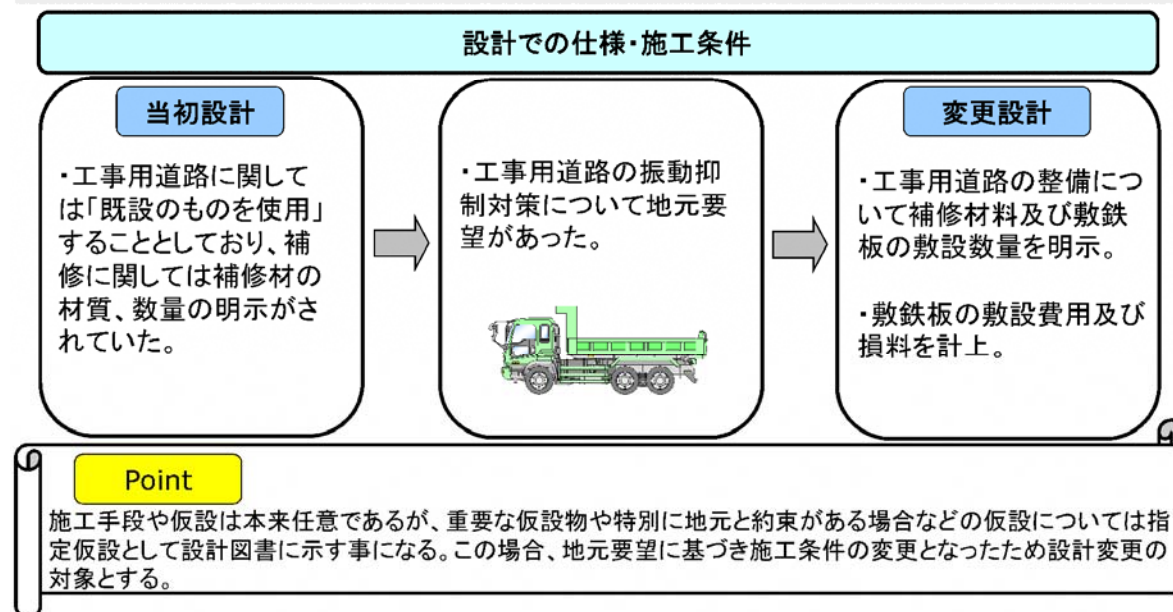 設計での仕様・施工条件
当初設計
・工事用道路に関して
は「既設のものを使用」
することとしており、補
修に関しては補修材の
材質、数量の明示がさ
れていた。
・工事用道路の振動抑
制対策について地元要
望があった。
変更設計
・工事用道路の整備につ
いて補修材料及び敷鉄
板の敷設数量を明示。
・敷鉄板の敷設費用及び
損料を計上。
Point
施工手段や仮設は本来任意であるが、重要な仮設物や特別に地元と約束がある場合などの仮設については指
定仮設として設計図書に示す事になる。この場合、地元要望に基づき施工条件の変更となったため設計変更の
対象とする。